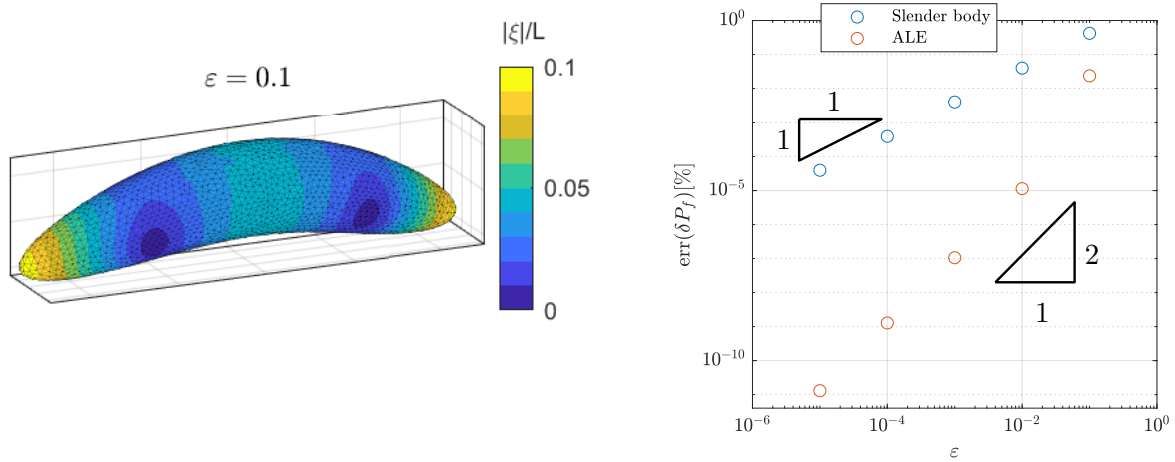 |ξ|/L
ε = 0.1
0.1
0.05
0
Slender body
ALE
10^0
10^-5
10^-10
err(δP_f)[%]
1
1
2
1
10^-6
10^-4
10^-2
10^0
ε